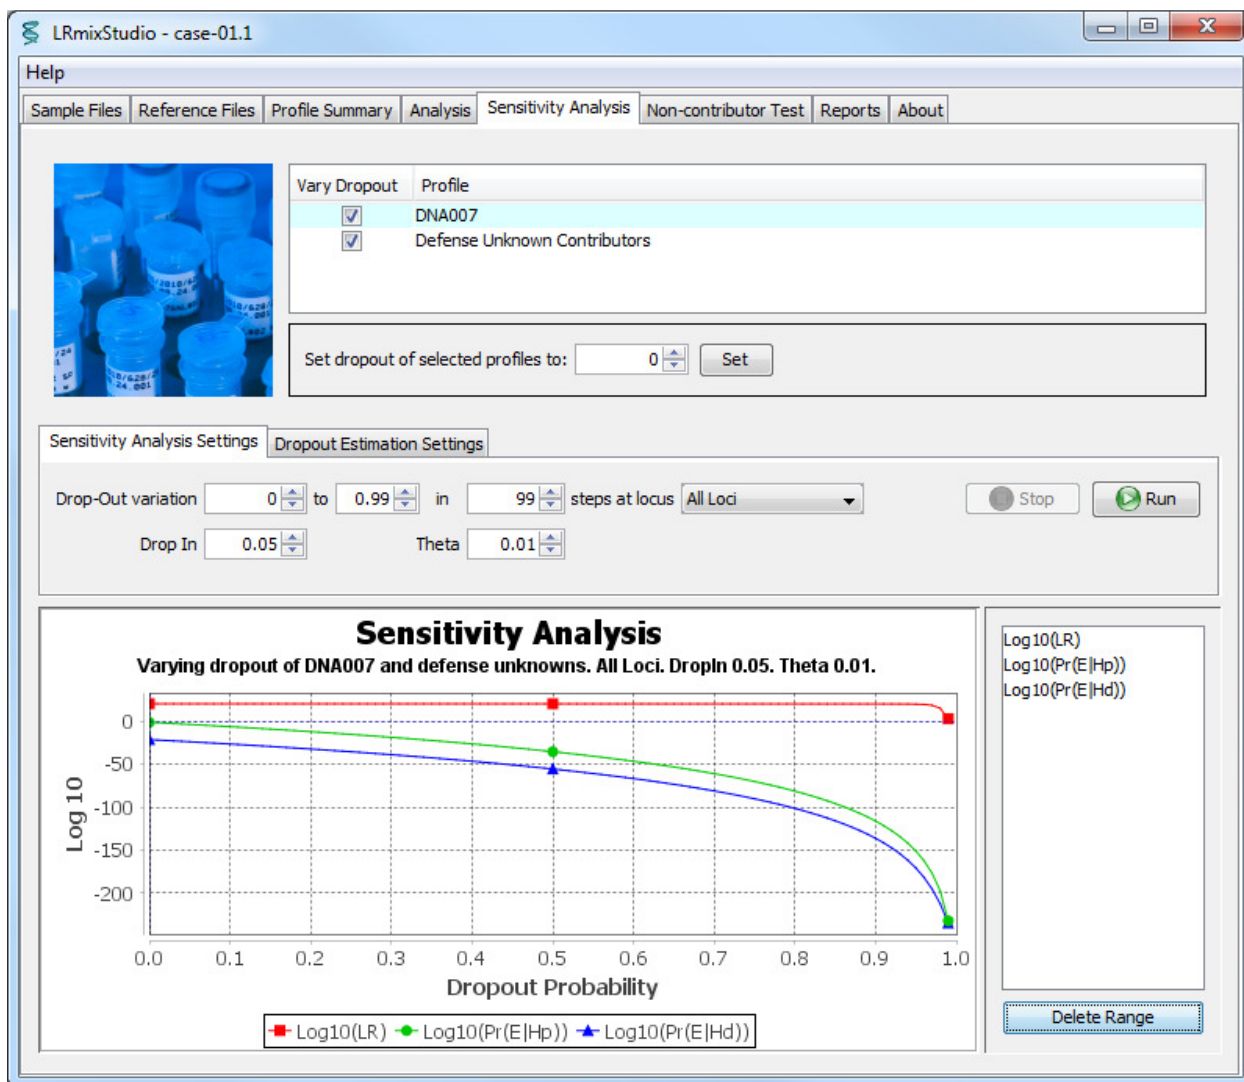 LRmixStudio - case-01.1
Help
Sample Files Reference Files Profile Summary Analysis Sensitivity Analysis Non-contributor Test Reports About
Vary Dropout Profile
DNA007
Defense Unknown Contributors
Set dropout of selected profiles to: 0 Set
Sensitivity Analysis Settings Dropout Estimation Settings
Drop-Out variation 0 to 0.99 in 99 steps at locus All Loci Stop Run
Drop In 0.05 Theta 0.01
Sensitivity Analysis
Varying dropout of DNA007 and defense unknowns. All Loci. DropIn 0.05. Theta 0.01.
Log 10
0
-50
-100
-150
-200
0.0 0.1 0.2 0.3 0.4 0.5 0.6 0.7 0.8 0.9 1.0
Dropout Probability
Log10(LR) Log10(Pr(E|Hp)) Log10(Pr(E|Hd))
Log10(LR)
Log10(Pr(E|Hp))
Log10(Pr(E|Hd))
Delete Range